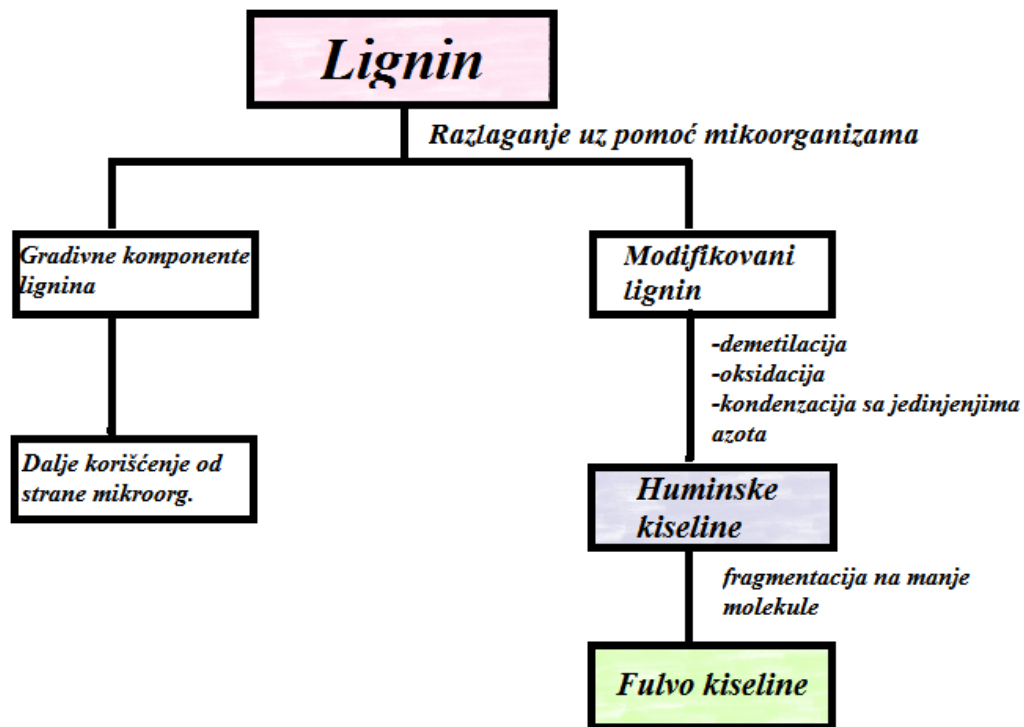 Lignin
Razlaganje uz pomoć mikoorganizama
Gradivne komponente
lignina
Modifikovani
lignin
-demetilacija
-oksidacija
-kondenzacija sa jedinjenjima
azota
Dalje korišćenje od
strane mikroorg.
Huminske
kiseline
fragmentacija na manje
molekule
Fulvo kiseline